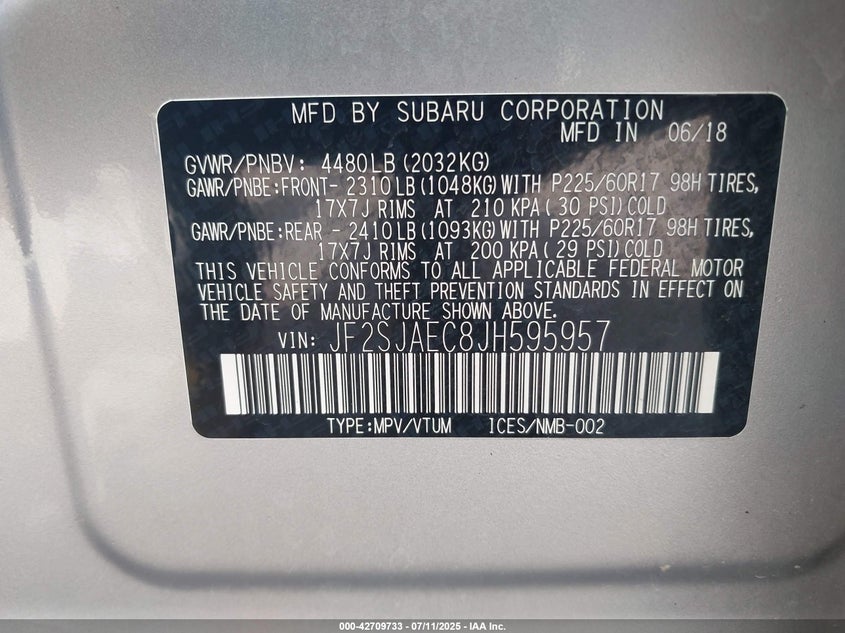 MFD BY SUBARU CORPORATION
MFD IN 06/18
GVWR/PNBV: 4480LB(2032KG)
GAWR/PNBE:FRONT- 2310LB(1048KG)WITH P225/60R17 98H TIRES,
17X7J RIMS AT 210 KPA( 30 PSI)COLD
GAWR/PNBE:REAR - 2410LB(1093KG)WITH P225/60R17 98H TIRES,
17X7J RIMS AT 200 KPA( 29 PSI)COLD
THIS VEHICLE CONFORMS TO ALL APPLICABLE FEDERAL MOTOR
VEHICLE SAFETY AND THEFT PREVENTION STANDARDS IN EFFECT ON
THE DATE OF MANUFACTURE SHOWN ABOVE.
VIN: JF2SJAEC8JH595957
TYPE:MPV/VTUM ICES/NMB-002
000-42709733 - 07/11/2025 - IAA Inc.